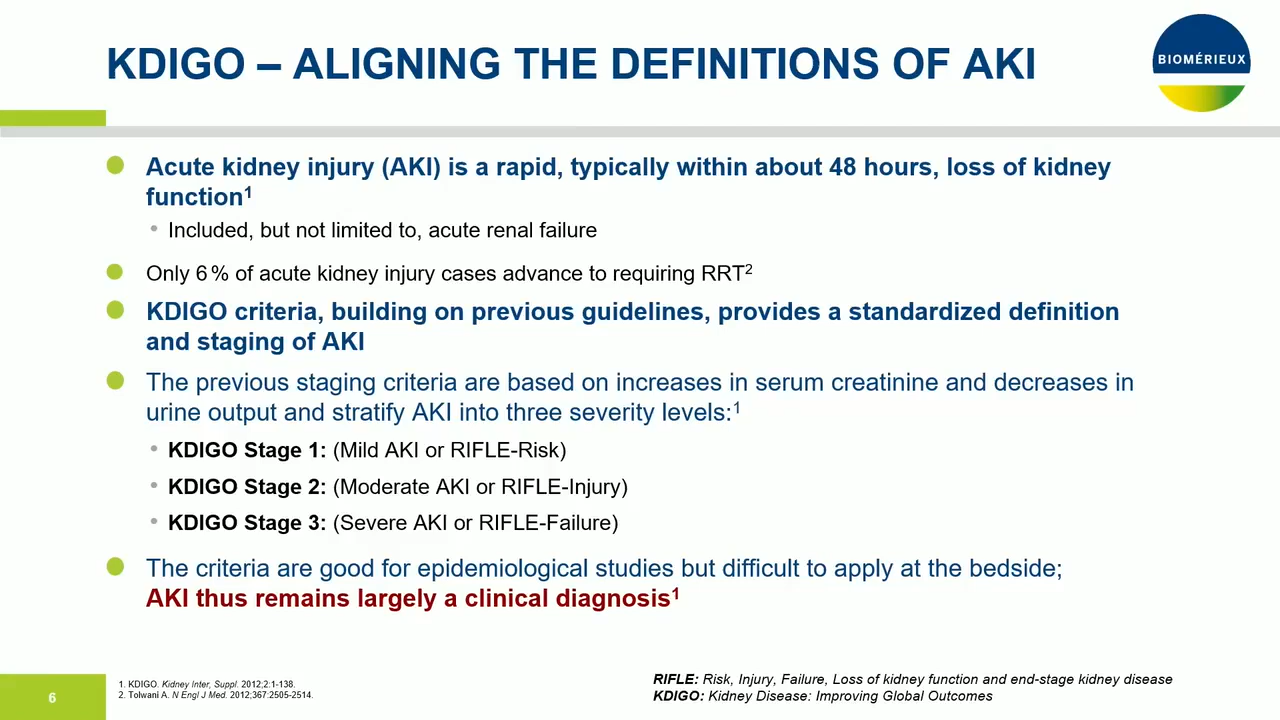 KDIGO – ALIGNING THE DEFINITIONS OF AKI
BIOMÉRIEUX
Acute kidney injury (AKI) is a rapid, typically within about 48 hours, loss of kidney
function1
Included, but not limited to, acute renal failure
Only 6 % of acute kidney injury cases advance to requiring RRT2
KDIGO criteria, building on previous guidelines, provides a standardized definition
and staging of AKI
The previous staging criteria are based on increases in serum creatinine and decreases in
urine output and stratify AKI into three severity levels:1
KDIGO Stage 1: (Mild AKI or RIFLE-Risk)
KDIGO Stage 2: (Moderate AKI or RIFLE-Injury)
KDIGO Stage 3: (Severe AKI or RIFLE-Failure)
The criteria are good for epidemiological studies but difficult to apply at the bedside;
AKI thus remains largely a clinical diagnosis1
6
1. KDIGO. Kidney Inter, Suppl. 2012;2:1-138.
2. Tolwani A. N Engl J Med. 2012;367:2505-2514.
RIFLE: Risk, Injury, Failure, Loss of kidney function and end-stage kidney disease
KDIGO: Kidney Disease: Improving Global Outcomes